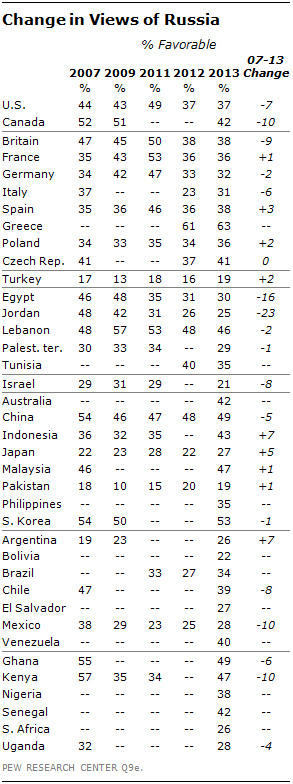 Change in Views of Russia
% Favorable
2007 2009 2011 2012 2013 07-13 Change
% % % % %
U.S. 44 43 49 37 37 -7
Canada 52 51 -- -- 42 -10
Britain 47 45 50 38 38 -9
France 35 43 53 36 36 +1
Germany 34 42 47 33 32 -2
Italy 37 -- -- 23 31 -6
Spain 35 36 46 36 38 +3
Greece -- -- -- 61 63 --
Poland 34 33 35 34 36 +2
Czech Rep. 41 -- -- 37 41 0
Turkey 17 13 18 16 19 +2
Egypt 46 48 35 31 30 -16
Jordan 48 42 31 26 25 -23
Lebanon 48 57 53 48 46 -2
Palest. ter. 30 33 34 -- 29 -1
Tunisia -- -- -- 40 35 --
Israel 29 31 29 -- 21 -8
Australia -- -- -- -- 42 --
China 54 46 47 48 49 -5
Indonesia 36 32 35 -- 43 +7
Japan 22 23 28 22 27 +5
Malaysia 46 -- -- -- 47 +1
Pakistan 18 10 15 20 19 +1
Philippines -- -- -- -- 35 --
S. Korea 54 50 -- -- 53 -1
Argentina 19 23 -- -- 26 +7
Bolivia -- -- -- -- 22 --
Brazil -- -- 33 27 34 --
Chile 47 -- -- -- 39 -8
El Salvador -- -- -- -- 27 --
Mexico 38 29 23 25 28 -10
Venezuela -- -- -- -- 40 --
Ghana 55 -- -- -- 49 -6
Kenya 57 35 34 -- 47 -10
Nigeria -- -- -- -- 38 --
Senegal -- -- -- -- 42 --
S. Africa -- -- -- -- 26 --
Uganda 32 -- -- -- 28 -4
PEW RESEARCH CENTER Q9e.